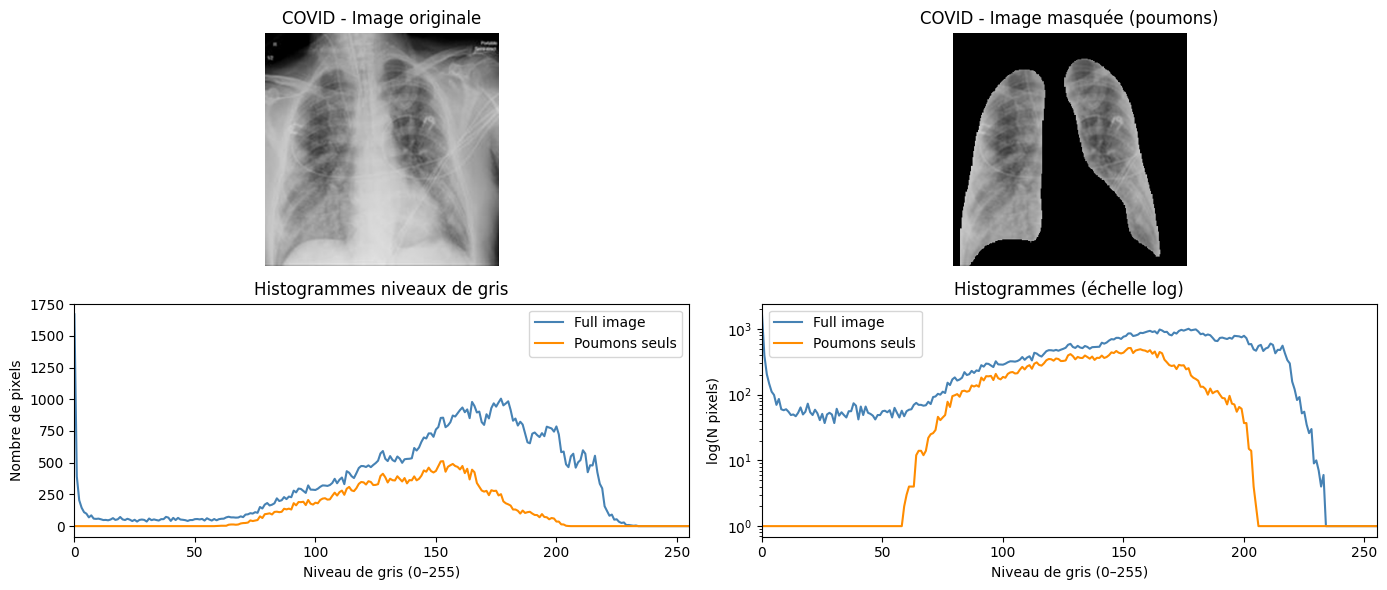 COVID - Image originale
COVID - Image masquée (poumons)
Portable
Histogrammes niveaux de gris
1750
1500
1250
1000
750
500
250
0
Nombre de pixels
Full image
Poumons seuls
0
50
100
150
200
250
Niveau de gris (0–255)
Histogrammes (échelle log)
10³
10²
10¹
10⁰
log(N pixels)
Full image
Poumons seuls
0
50
100
150
200
250
Niveau de gris (0–255)